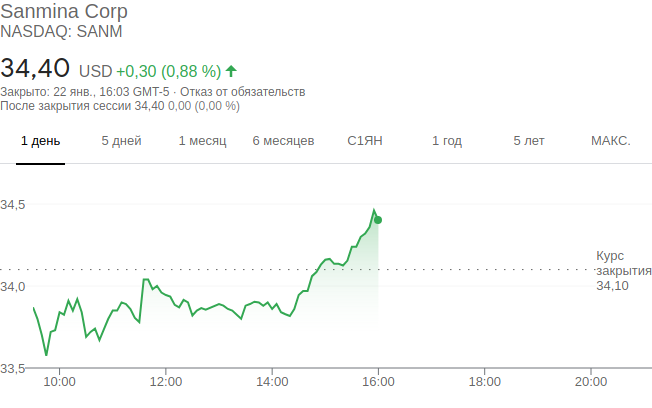 Sanmina Corp
NASDAQ: SANM
34,40 USD +0,30 (0,88 %)
Закрыто: 22 янв., 16:03 GMT-5 · Отказ от обязательств
После закрытия сессии 34,40 0,00 (0,00 %)
1 день 5 дней 1 месяц 6 месяцев С1ЯН 1 год 5 лет МАКС.
34,5
Курс
закрытия
34,10
34,0
33,5
10:00 12:00 14:00 16:00 18:00 20:00